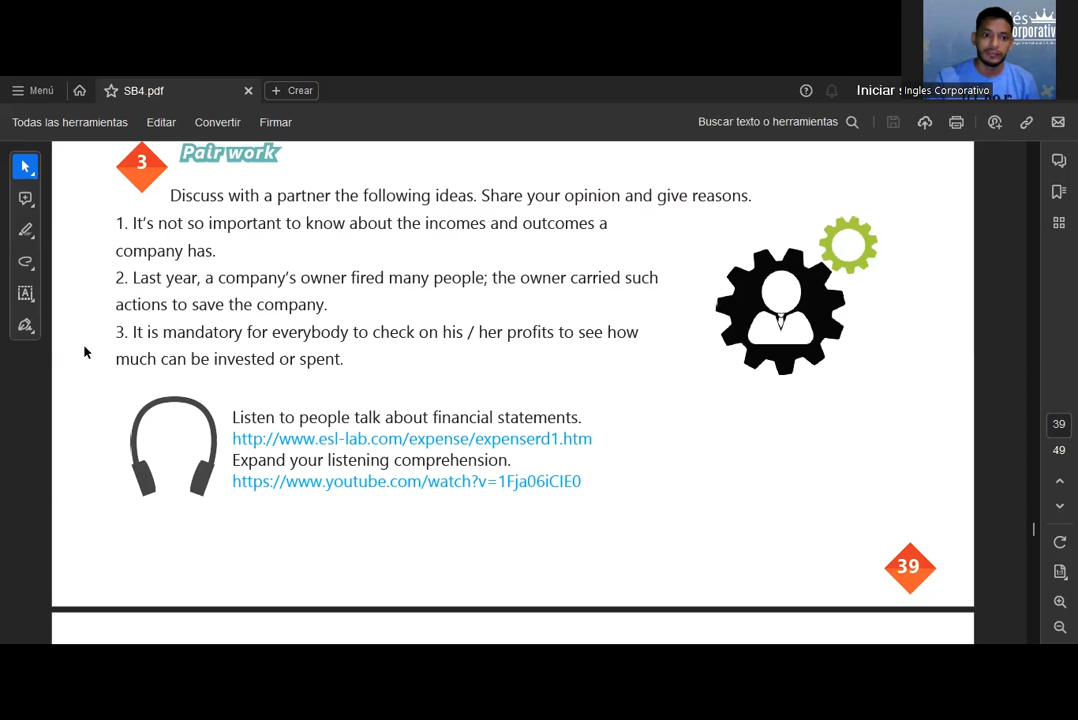 és
Corporativo
Menú
SB4.pdf
Crear
Iniciar s
Ingles Corporativo
Todas las herramientas
Editar
Convertir
Firmar
Buscar texto o herramientas
3
Pair work
Discuss with a partner the following ideas. Share your opinion and give reasons.
1. It's not so important to know about the incomes and outcomes a
company has.
2. Last year, a company's owner fired many people; the owner carried such
actions to save the company.
3. It is mandatory for everybody to check on his / her profits to see how
much can be invested or spent.
Listen to people talk about financial statements.
http://www.esl-lab.com/expense/expenserd1.htm
Expand your listening comprehension.
https://www.youtube.com/watch?v=1Fja06iCIE0
39
39
49